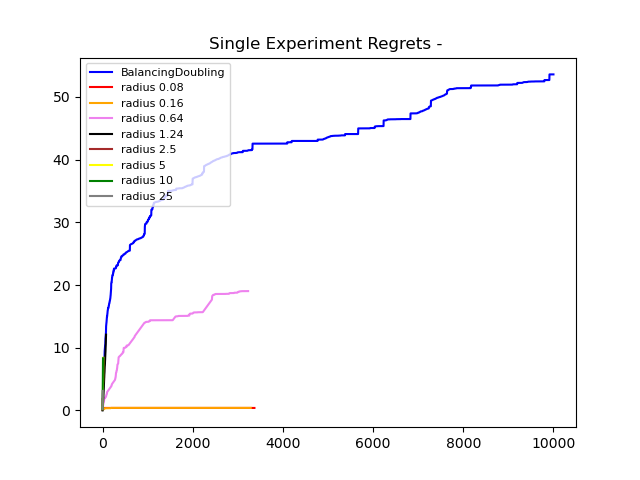 Single Experiment Regrets -
BalancingDoubling
radius 0.08
radius 0.16
radius 0.64
radius 1.24
radius 2.5
radius 5
radius 10
radius 25
50
40
30
20
10
0
0 2000 4000 6000 8000 10000